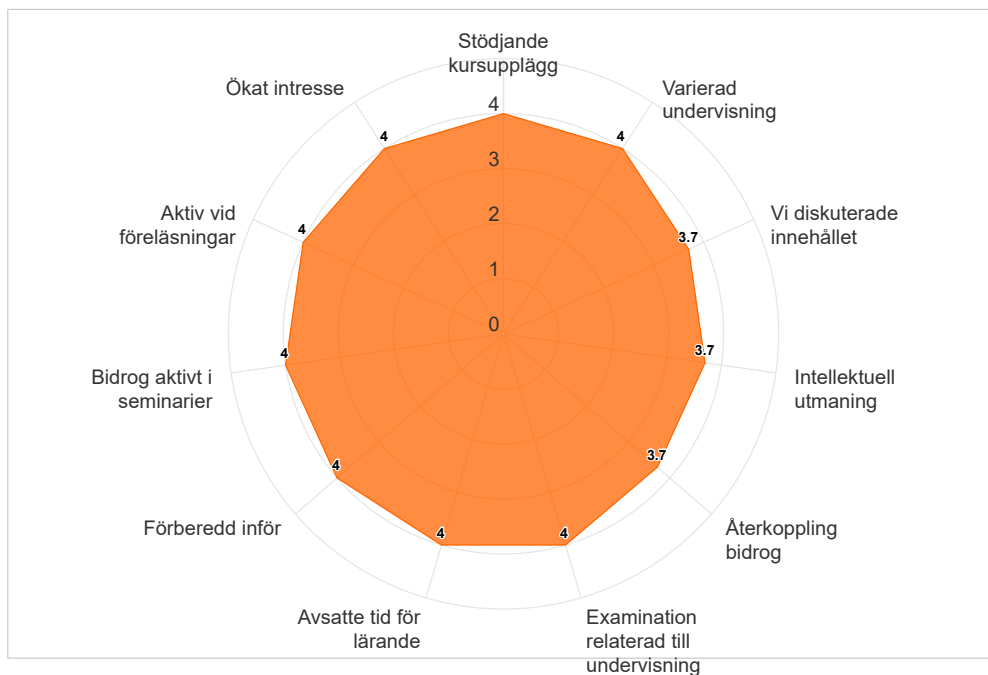 Stödjande
kursupplägg
Ökat intresse
Varierad
undervisning
4
4
4
3
Aktiv vid
föreläsningar
Vi diskuterade
innehållet
4
3.7
2
1
0
4
3.7
Bidrog aktivt i
seminarier
Intellektuell
utmaning
4
3.7
Förberedd inför
Återkoppling
bidrog
4
4
Avsatte tid för
lärande
Examination
relaterad till
undervisning